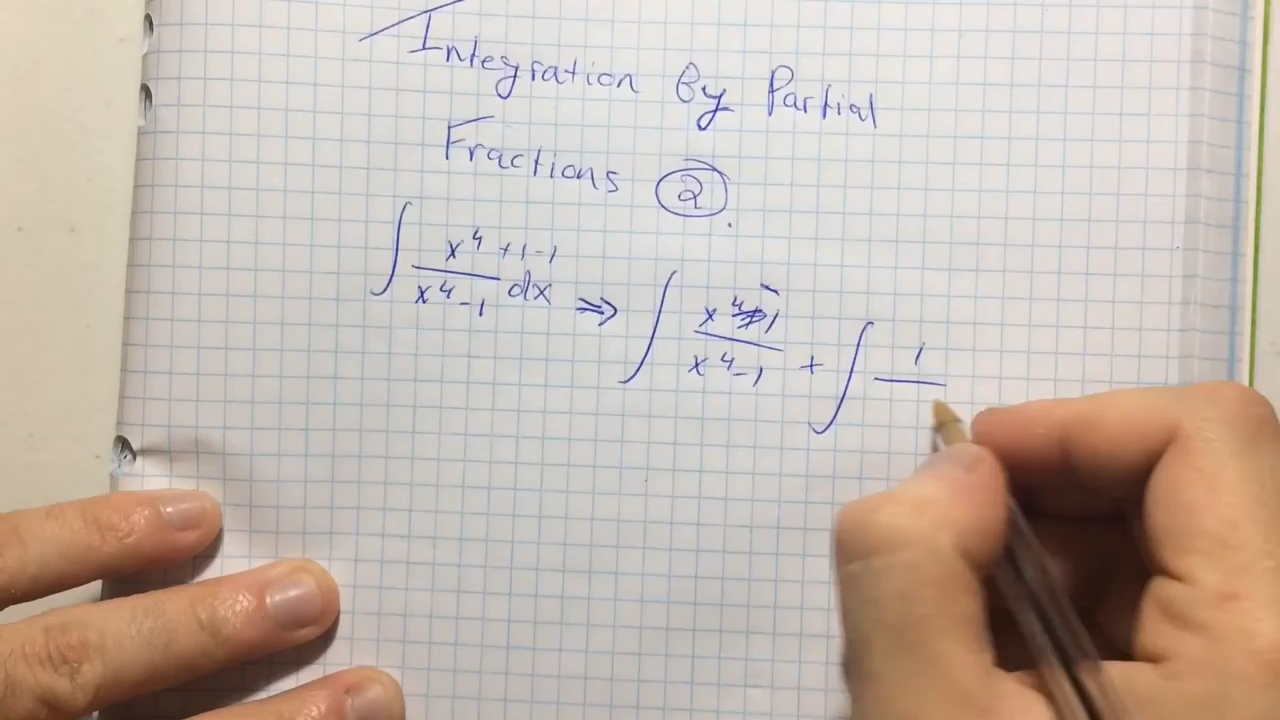 Integration By Partial
Fractions 2.
∫ x⁴ +1-1 / x⁴-1 dx ⇒ ∫ x⁴-1 / x⁴-1 + ∫ 1